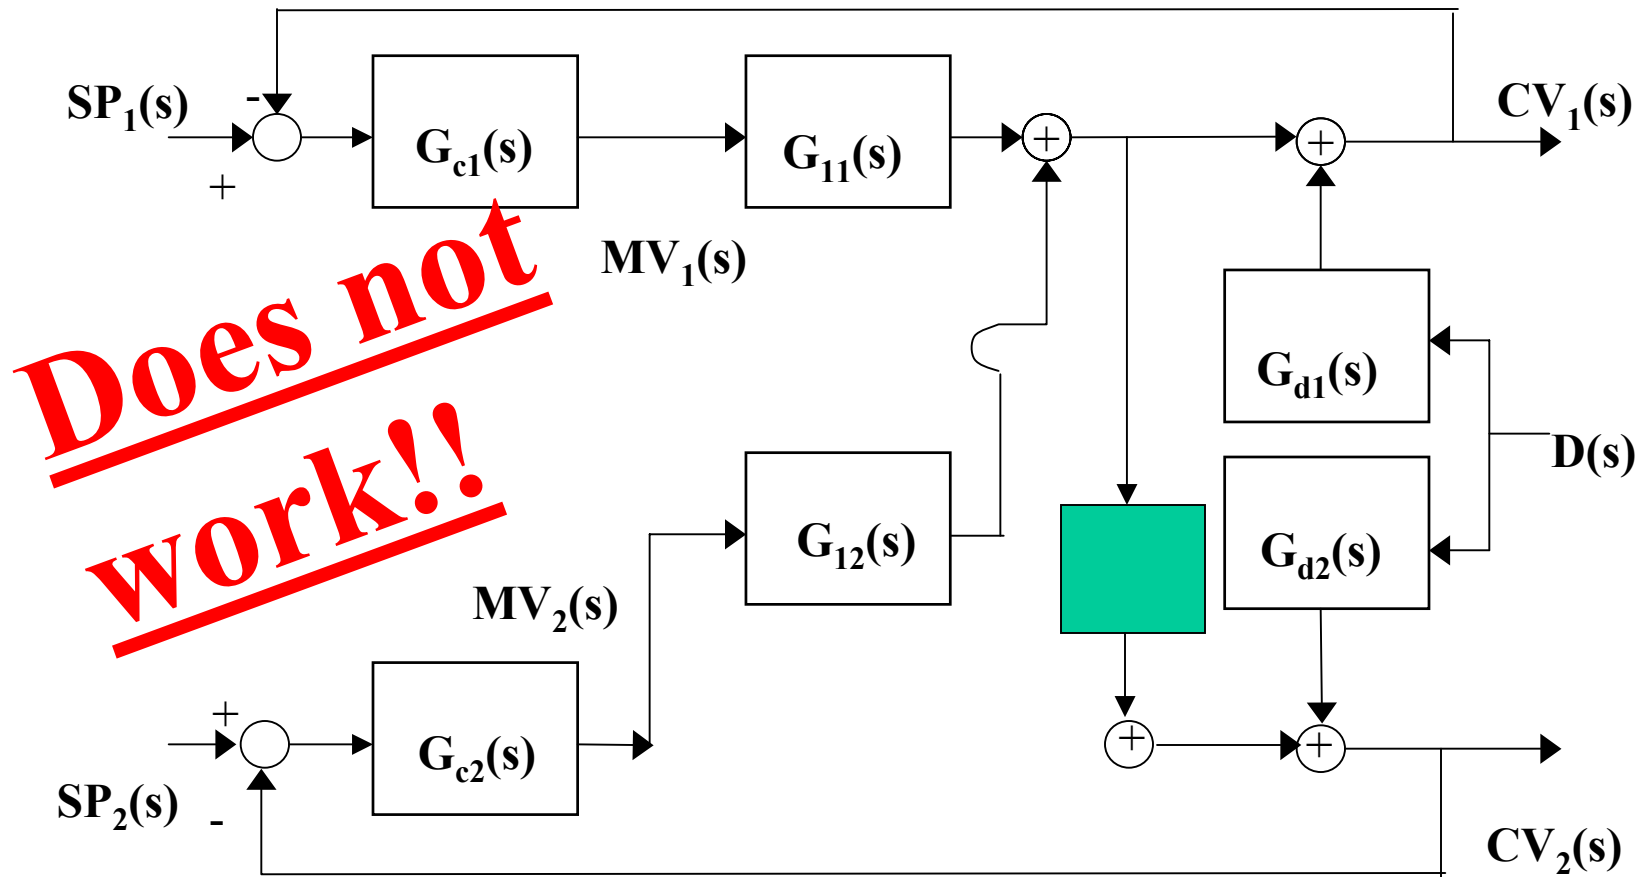 SP1(s)
-
+
Gc1(s)
G11(s)
+
+
CV1(s)
MV1(s)
Does not
work!!
Gd1(s)
D(s)
G12(s)
Gd2(s)
MV2(s)
+
Gc2(s)
+
+
SP2(s)
-
CV2(s)